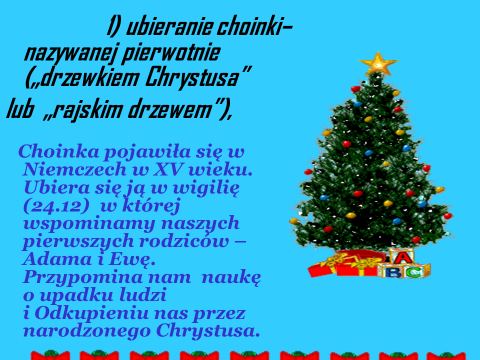 1) ubieranie choinki–
nazywanej pierwotnie
(„drzewkiem Chrystusa”
lub „rajskim drzewem”),
Choinka pojawiła się w
Niemczech w XV wieku.
Ubiera się ją w wigilię
(24.12) w której
wspominamy naszych
pierwszych rodziców –
Adama i Ewę.
Przypomina nam naukę
o upadku ludzi
i Odkupieniu nas przez
narodzonego Chrystusa.
A
B C